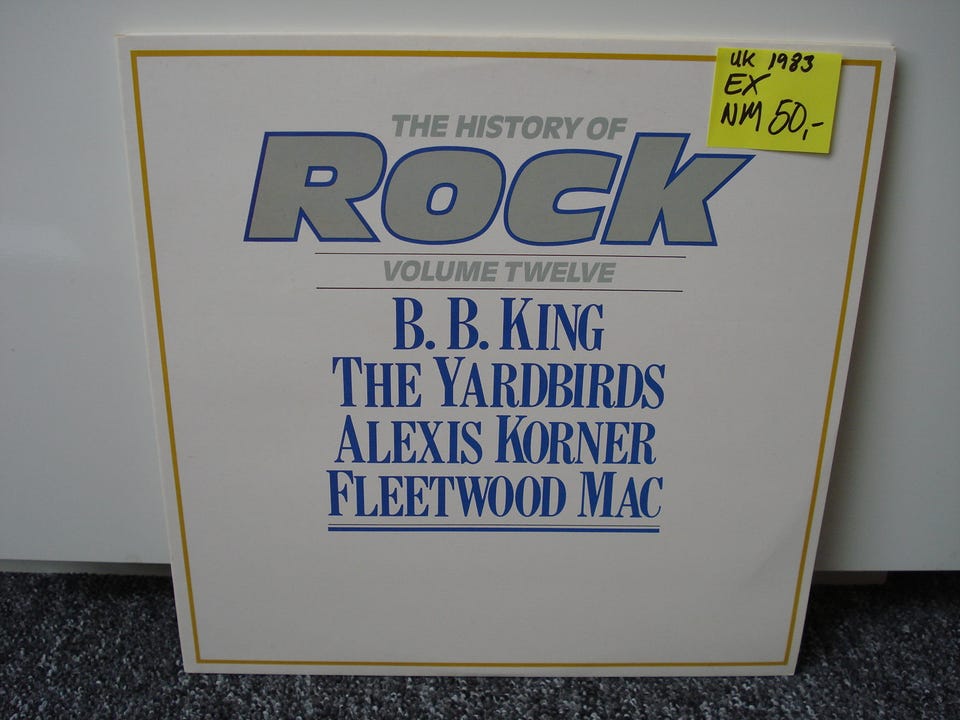 UK 1983
EX
NM 50,-
THE HISTORY OF
ROCK
VOLUME TWELVE
B. B. KING
THE YARDBIRDS
ALEXIS KORNER
FLEETWOOD MAC